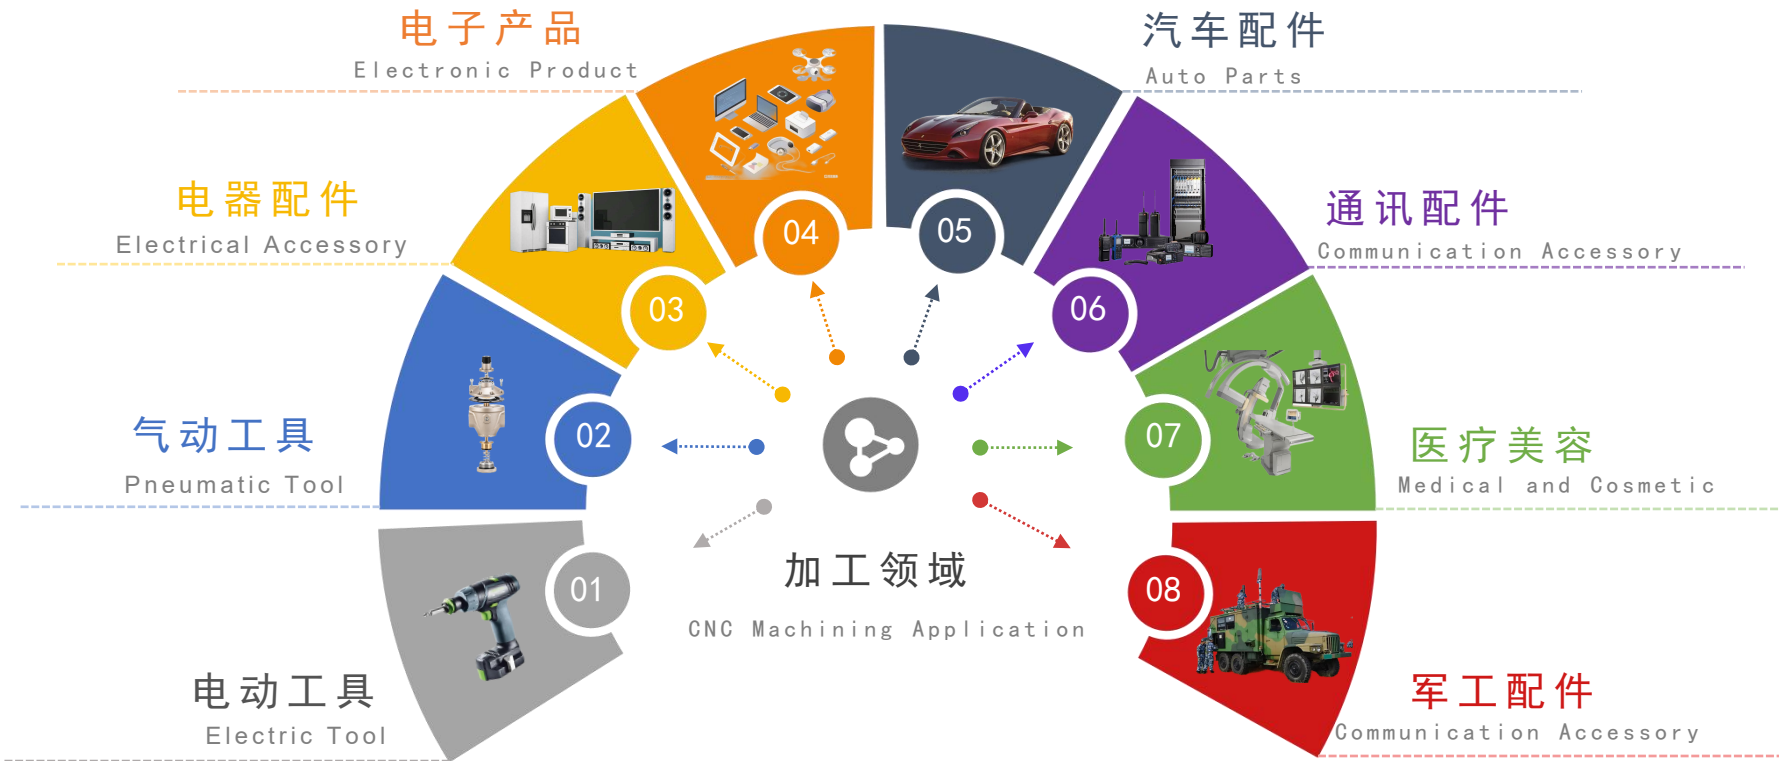 电子产品
Electronic Product
汽车配件
Auto Parts
电器配件
Electrical Accessory
通讯配件
Communication Accessory
气动工具
Pneumatic Tool
医疗美容
Medical and Cosmetic
电动工具
Electric Tool
军工配件
Communication Accessory
01
02
03
04
05
06
07
08
加工领域
CNC Machining Application